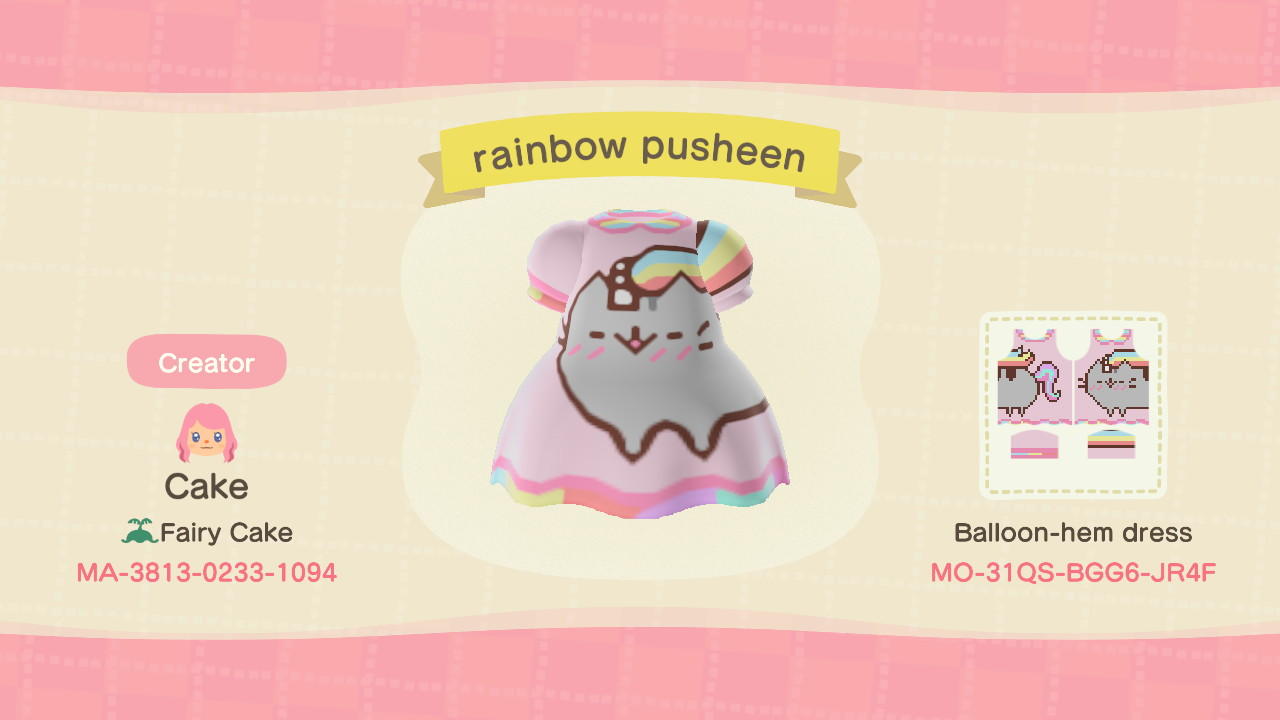 rainbow pusheen
Creator
Cake
Fairy Cake
MA-3813-0233-1094
Balloon-hem dress
MO-31QS-BGG6-JR4F